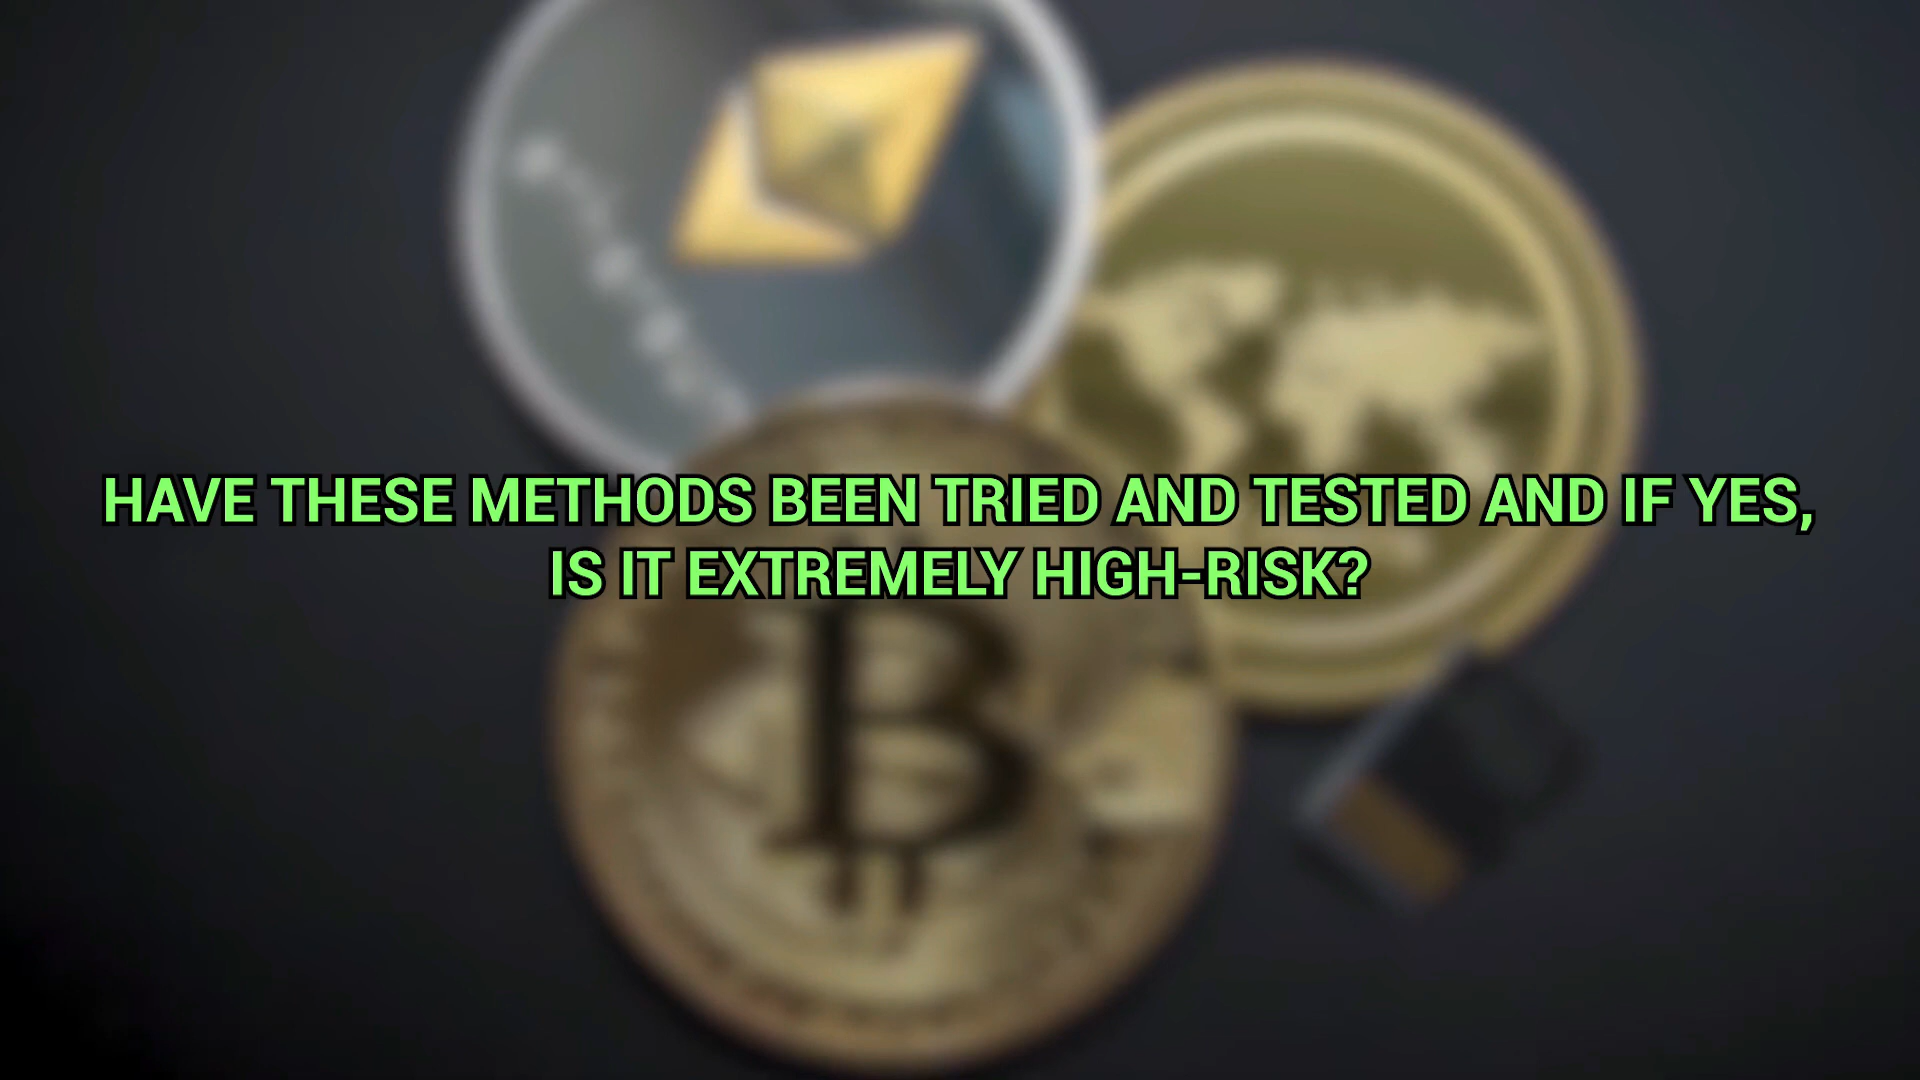 HAVE THESE METHODS BEEN TRIED AND TESTED AND IF YES,
IS IT EXTREMELY HIGH-RISK?